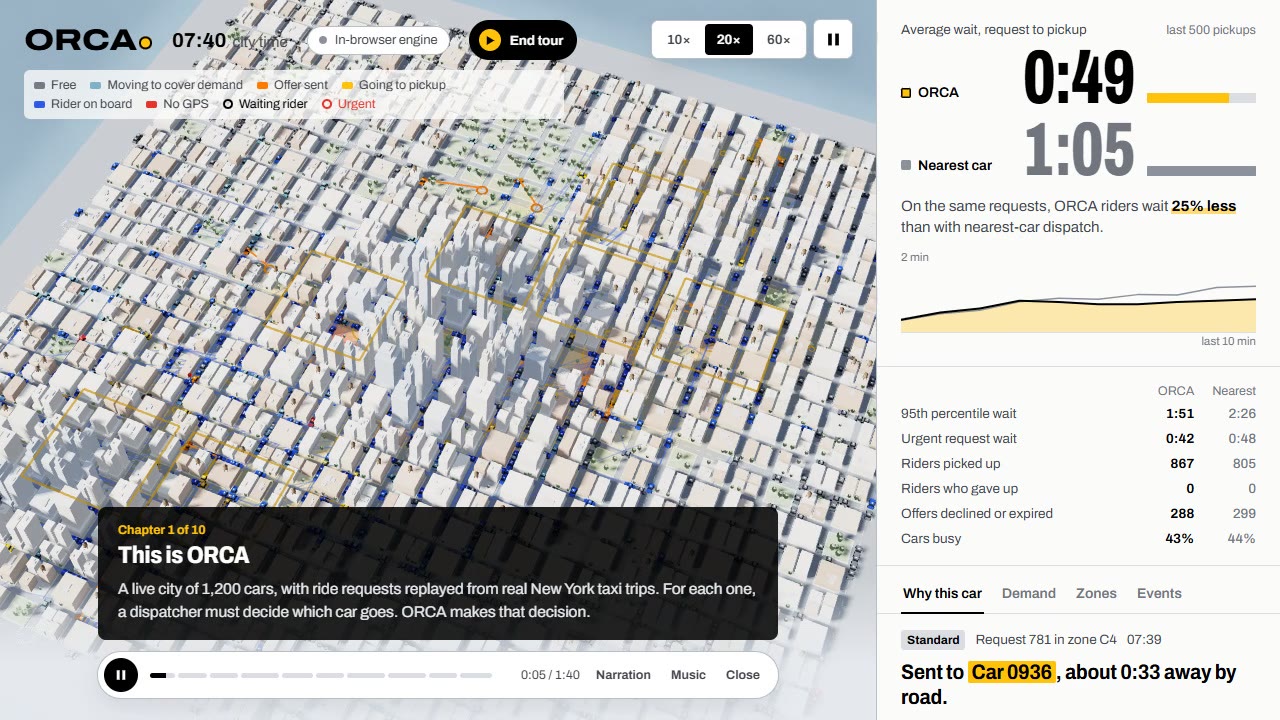 ORCA
07:40 city time
In-browser engine
End tour
10×
20×
60×
Free
Moving to cover demand
Offer sent
Going to pickup
Rider on board
No GPS
Waiting rider
Urgent
Chapter 1 of 10
This is ORCA
A live city of 1,200 cars, with ride requests replayed from real New York taxi trips. For each one,
a dispatcher must decide which car goes. ORCA makes that decision.
0:05 / 1:40
Narration
Music
Close
Average wait, request to pickup
last 500 pickups
ORCA
0:49
Nearest car
1:05
On the same requests, ORCA riders wait 25% less
than with nearest-car dispatch.
2 min
last 10 min
ORCA Nearest
95th percentile wait 1:51 2:26
Urgent request wait 0:42 0:48
Riders picked up 867 805
Riders who gave up 0 0
Offers declined or expired 288 299
Cars busy 43% 44%
Why this car
Demand
Zones
Events
Standard Request 781 in zone C4 07:39
Sent to Car 0936, about 0:33 away by
road.